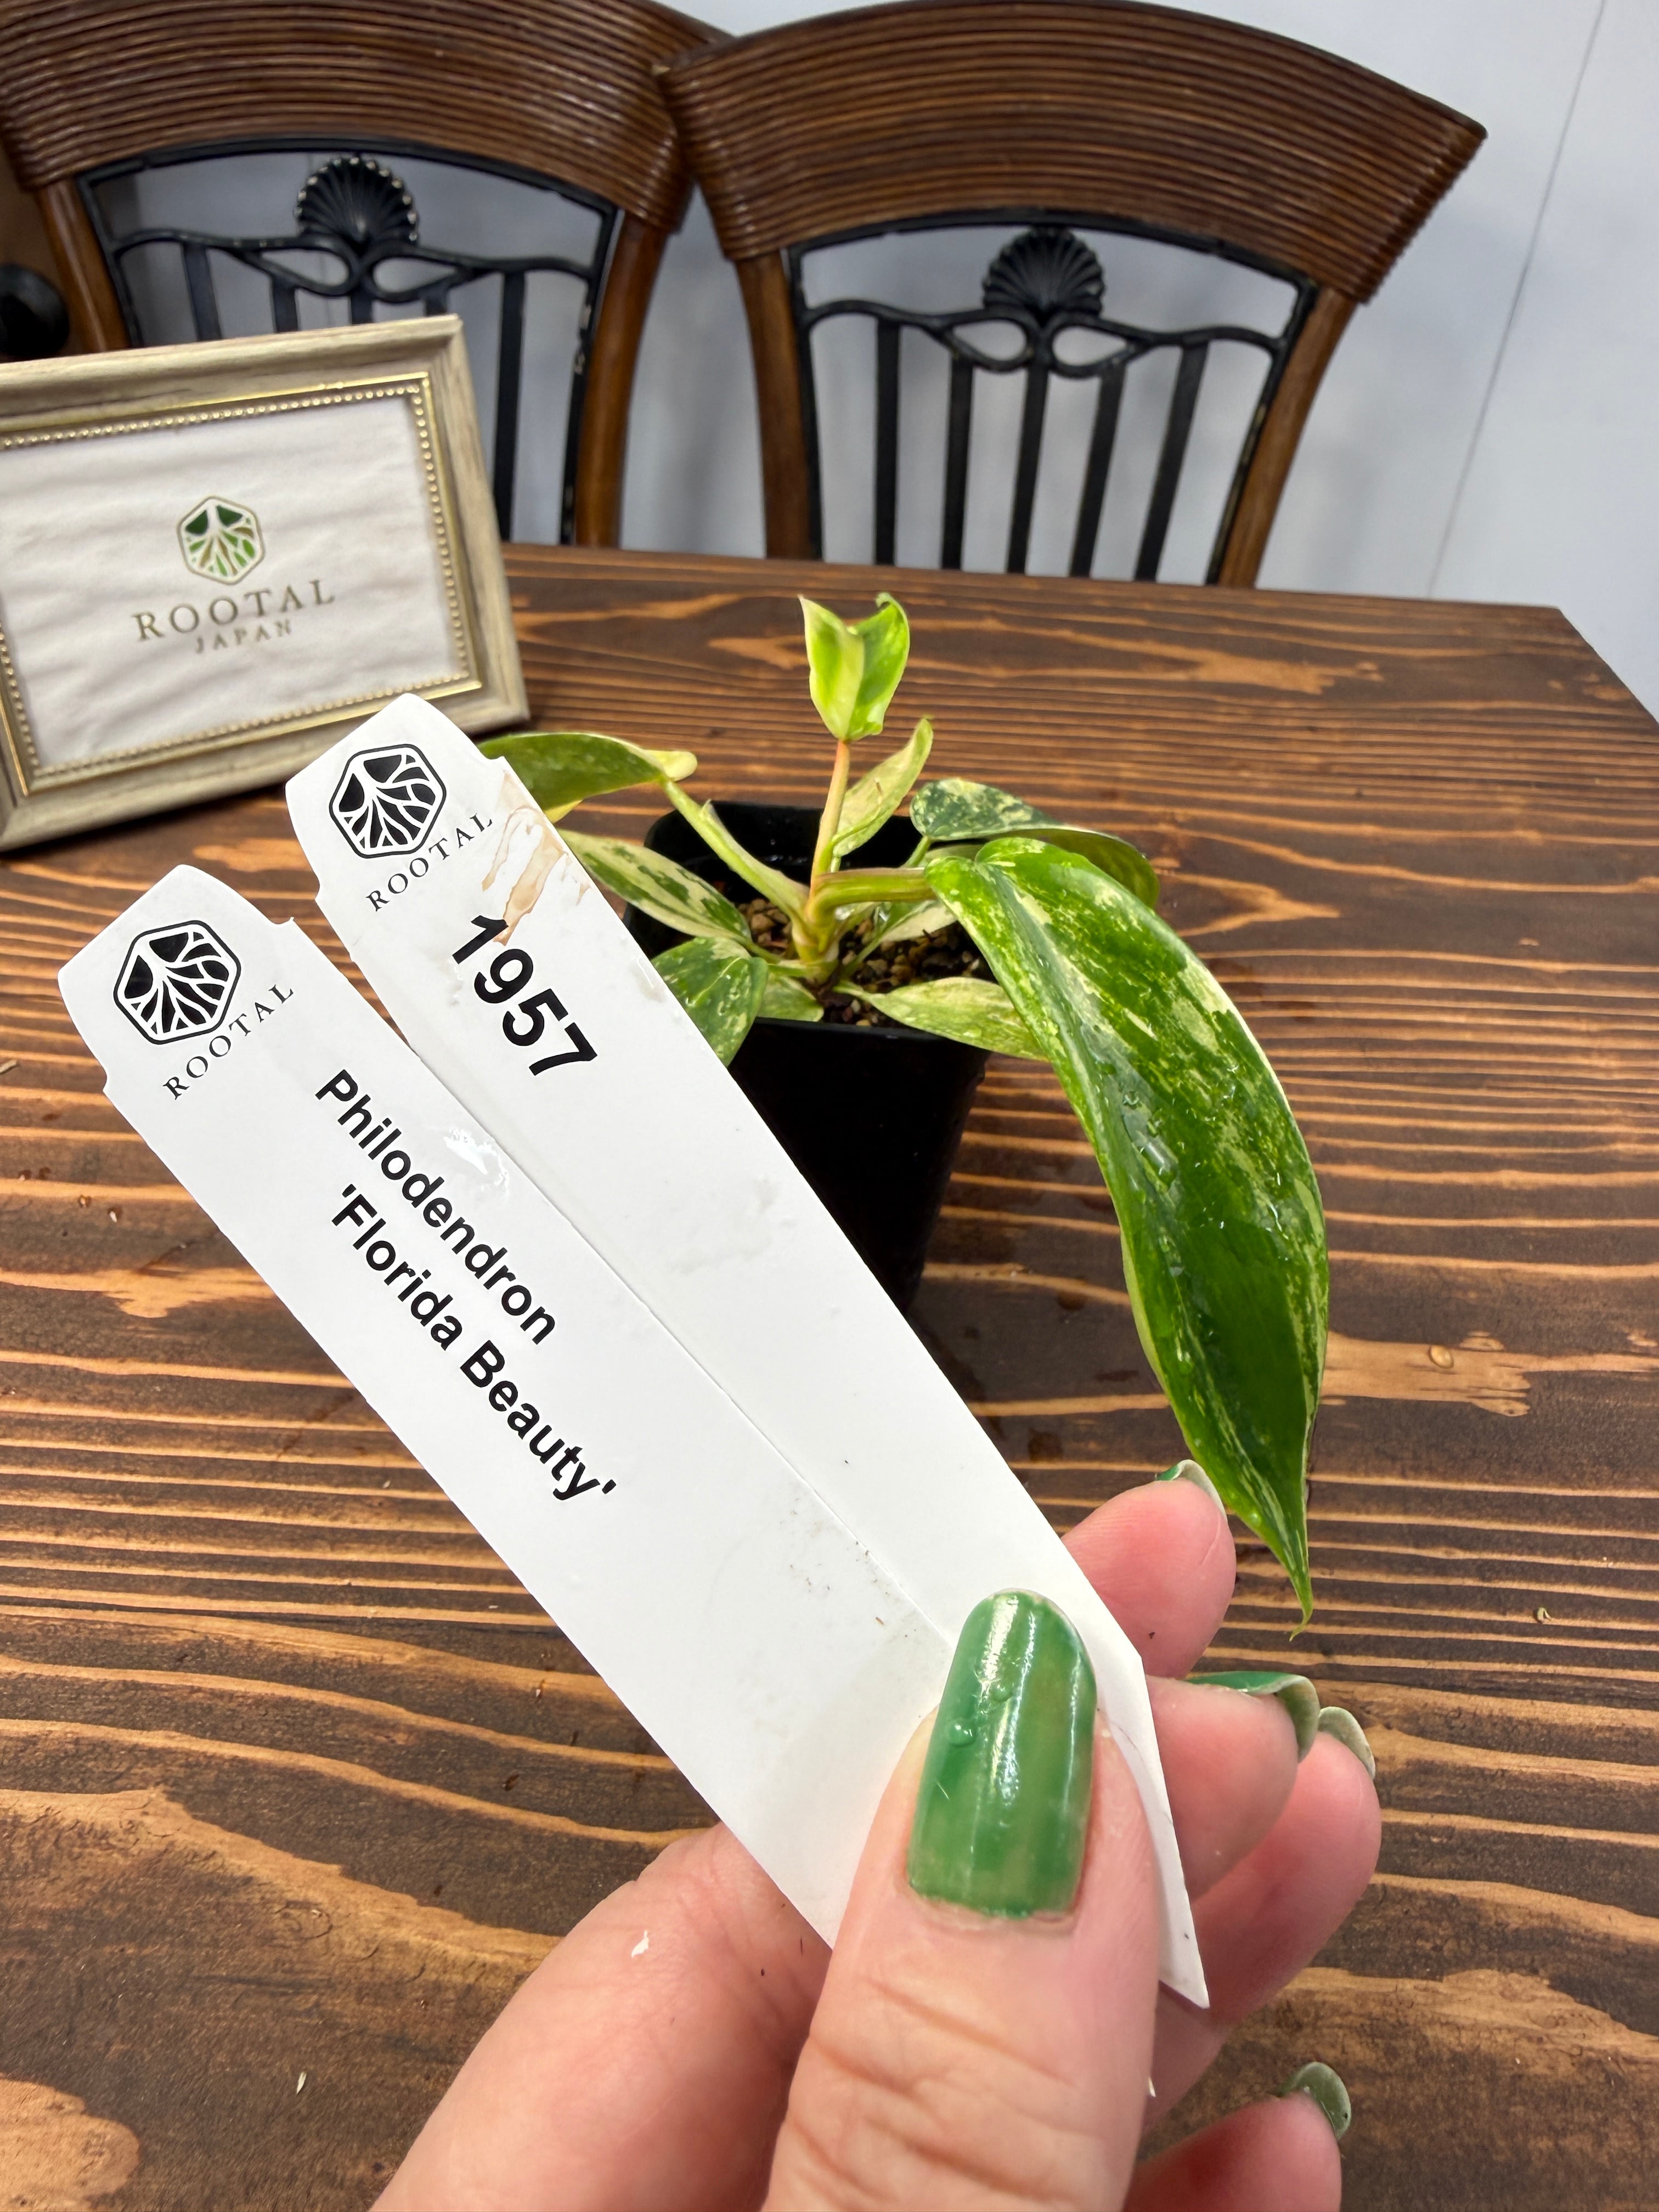 ROOTAL
JAPAN
ROOTAL
1957
ROOTAL
Philodendron
'Florida Beauty'